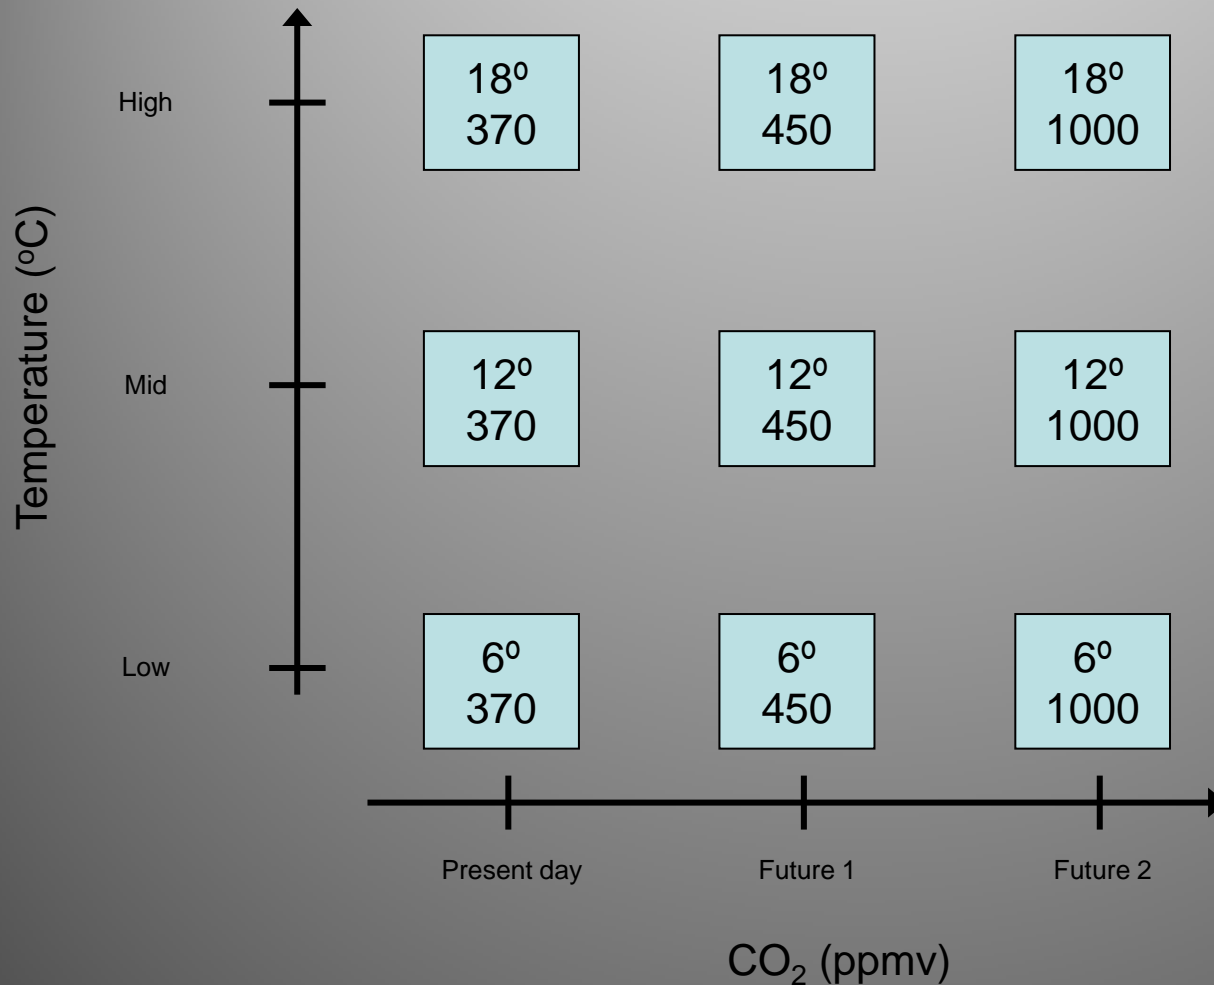 High
18º
370
18º
450
18º
1000
Temperature (ºC)
Mid
12º
370
12º
450
12º
1000
Low
6º
370
6º
450
6º
1000
Present day
Future 1
Future 2
CO₂ (ppmv)